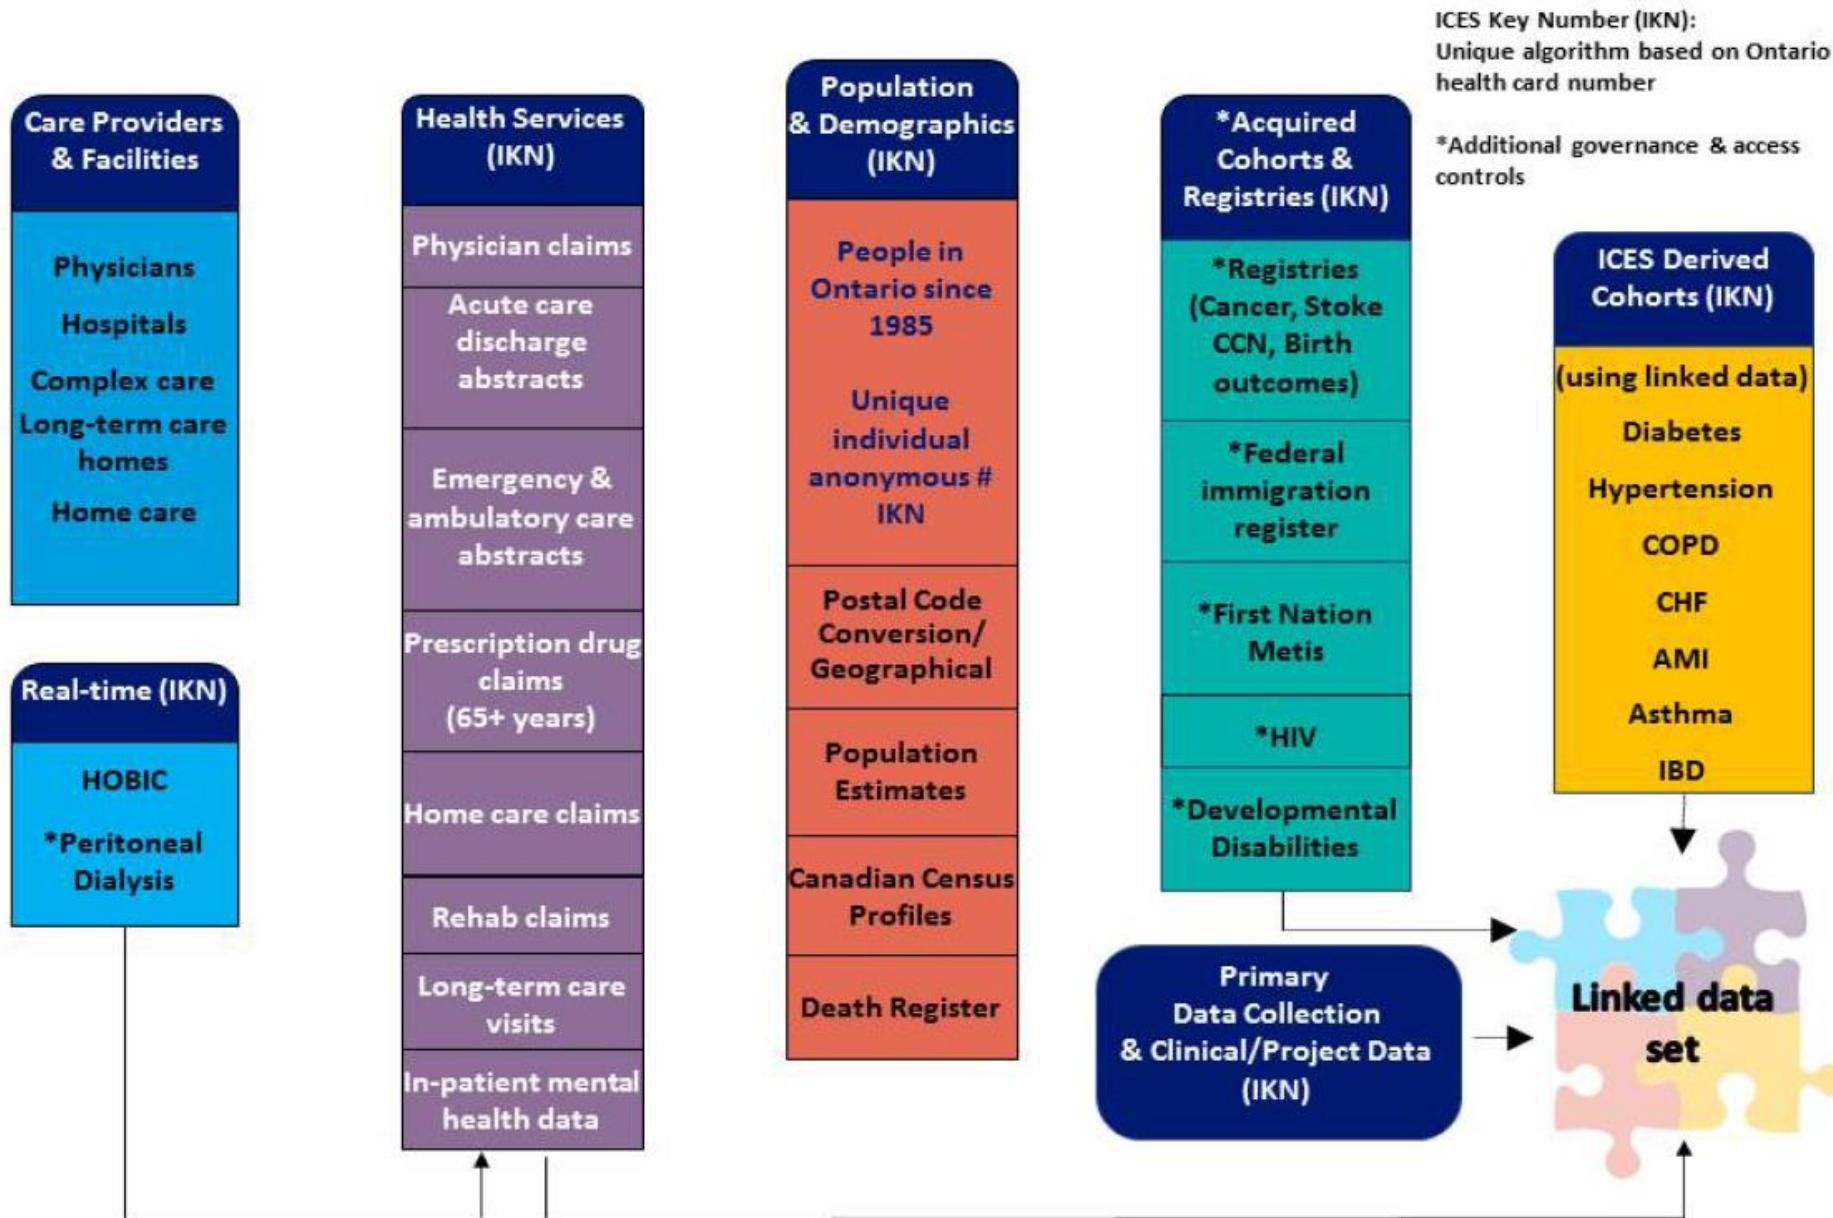 ICES Key Number (IKN):
Unique algorithm based on Ontario
health card number
*Additional governance & access
controls
Care Providers
& Facilities
Physicians
Hospitals
Complex care
Long-term care
homes
Home care
Real-time (IKN)
HOBIC
*Peritoneal
Dialysis
Health Services
(IKN)
Physician claims
Acute care
discharge
abstracts
Emergency &
ambulatory care
abstracts
Prescription drug
claims
(65+ years)
Home care claims
Rehab claims
Long-term care
visits
In-patient mental
health data
Population
& Demographics
(IKN)
People in
Ontario since
1985
Unique
individual
anonymous #
IKN
Postal Code
Conversion/
Geographical
Population
Estimates
Canadian Census
Profiles
Death Register
*Acquired
Cohorts &
Registries (IKN)
*Registries
(Cancer, Stoke
CCN, Birth
outcomes)
*Federal
immigration
register
*First Nation
Metis
*HIV
*Developmental
Disabilities
Primary
Data Collection
& Clinical/Project Data
(IKN)
ICES Derived
Cohorts (IKN)
(using linked data)
Diabetes
Hypertension
COPD
CHF
AMI
Asthma
IBD
Linked data
set